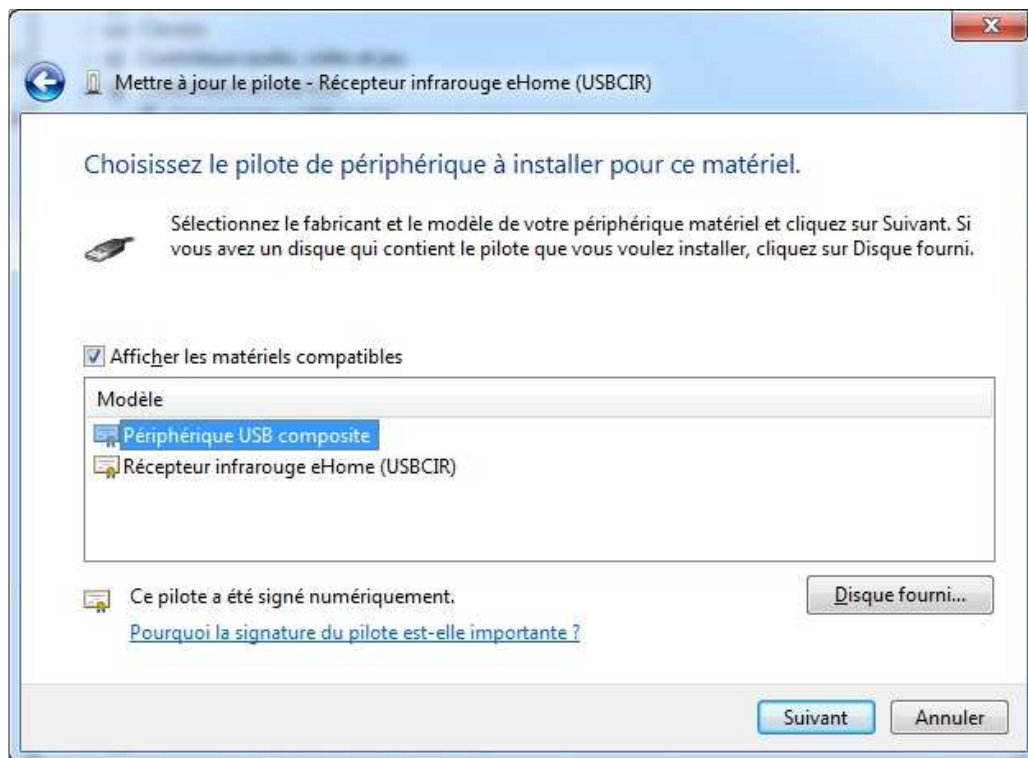 Mettre à jour le pilote - Récepteur infrarouge eHome (USBCIR)
Choisissez le pilote de périphérique à installer pour ce matériel.
Sélectionnez le fabricant et le modèle de votre périphérique matériel et cliquez sur Suivant. Si
vous avez un disque qui contient le pilote que vous voulez installer, cliquez sur Disque fourni.
Afficher les matériels compatibles
Modèle
Périphérique USB composite
Récepteur infrarouge eHome (USBCIR)
Ce pilote a été signé numériquement.
Disque fourni...
Pourquoi la signature du pilote est-elle importante ?
Suivant
Annuler